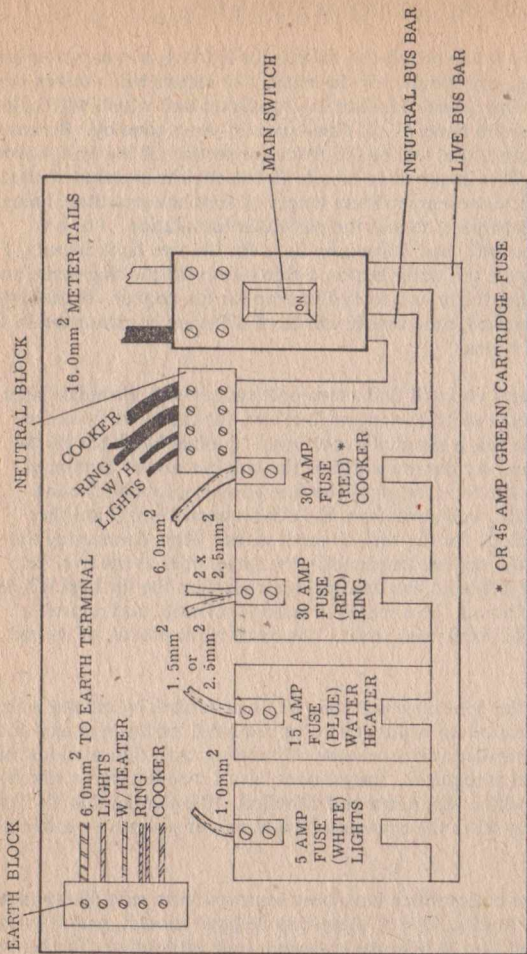 EARTH BLOCK
6.0mm² TO EARTH TERMINAL
LIGHTS
W/HEATER
RING
COOKER
NEUTRAL BLOCK
16.0mm² METER TAILS
COOKER
RING
W/H
LIGHTS
MAIN SWITCH
ON
NEUTRAL BUS BAR
LIVE BUS BAR
1.0mm²
1.5mm²
or
2.5mm²
2 x
2.5mm²
6.0mm²
5 AMP
FUSE
(WHITE)
LIGHTS
15 AMP
FUSE
(BLUE)
WATER
HEATER
30 AMP
FUSE
(RED)
RING
30 AMP
FUSE
(RED) *
COOKER
* OR 45 AMP (GREEN) CARTRIDGE FUSE